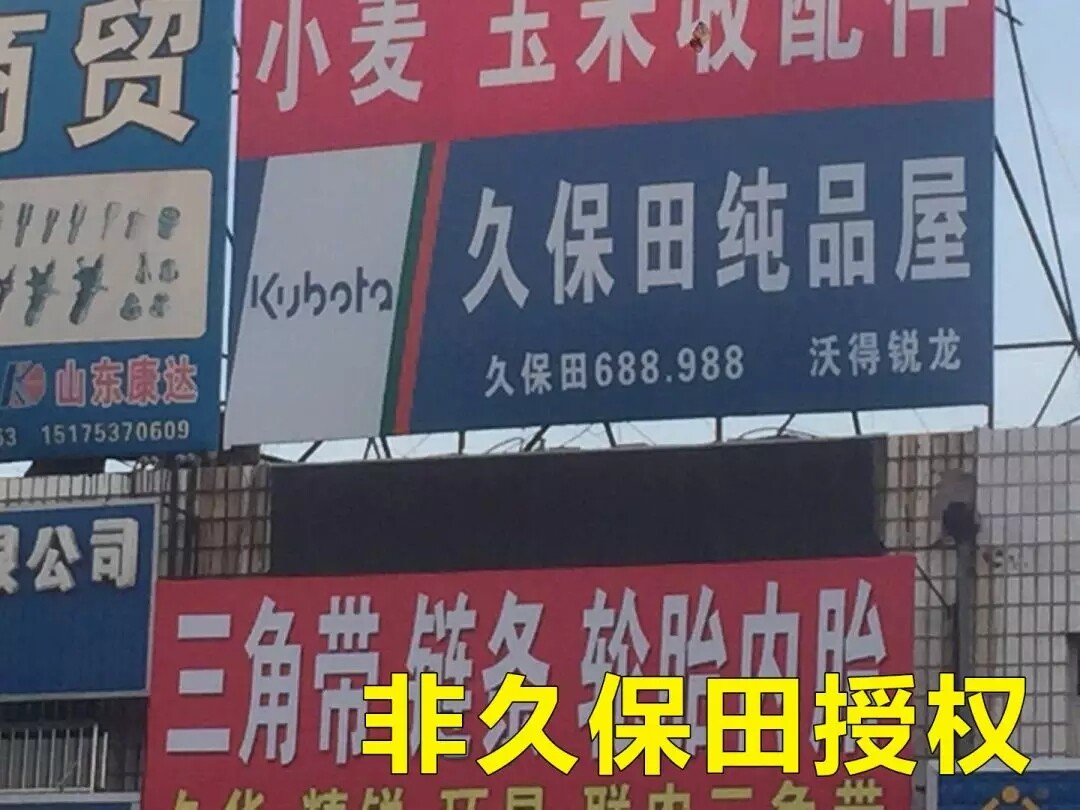 商贸
小麦 玉米收配件
Kubota
久保田纯品屋
久保田688.988 沃得锐龙
山东康达
15175370609
限公司
三角带 链条 轮胎内胎
非久保田授权